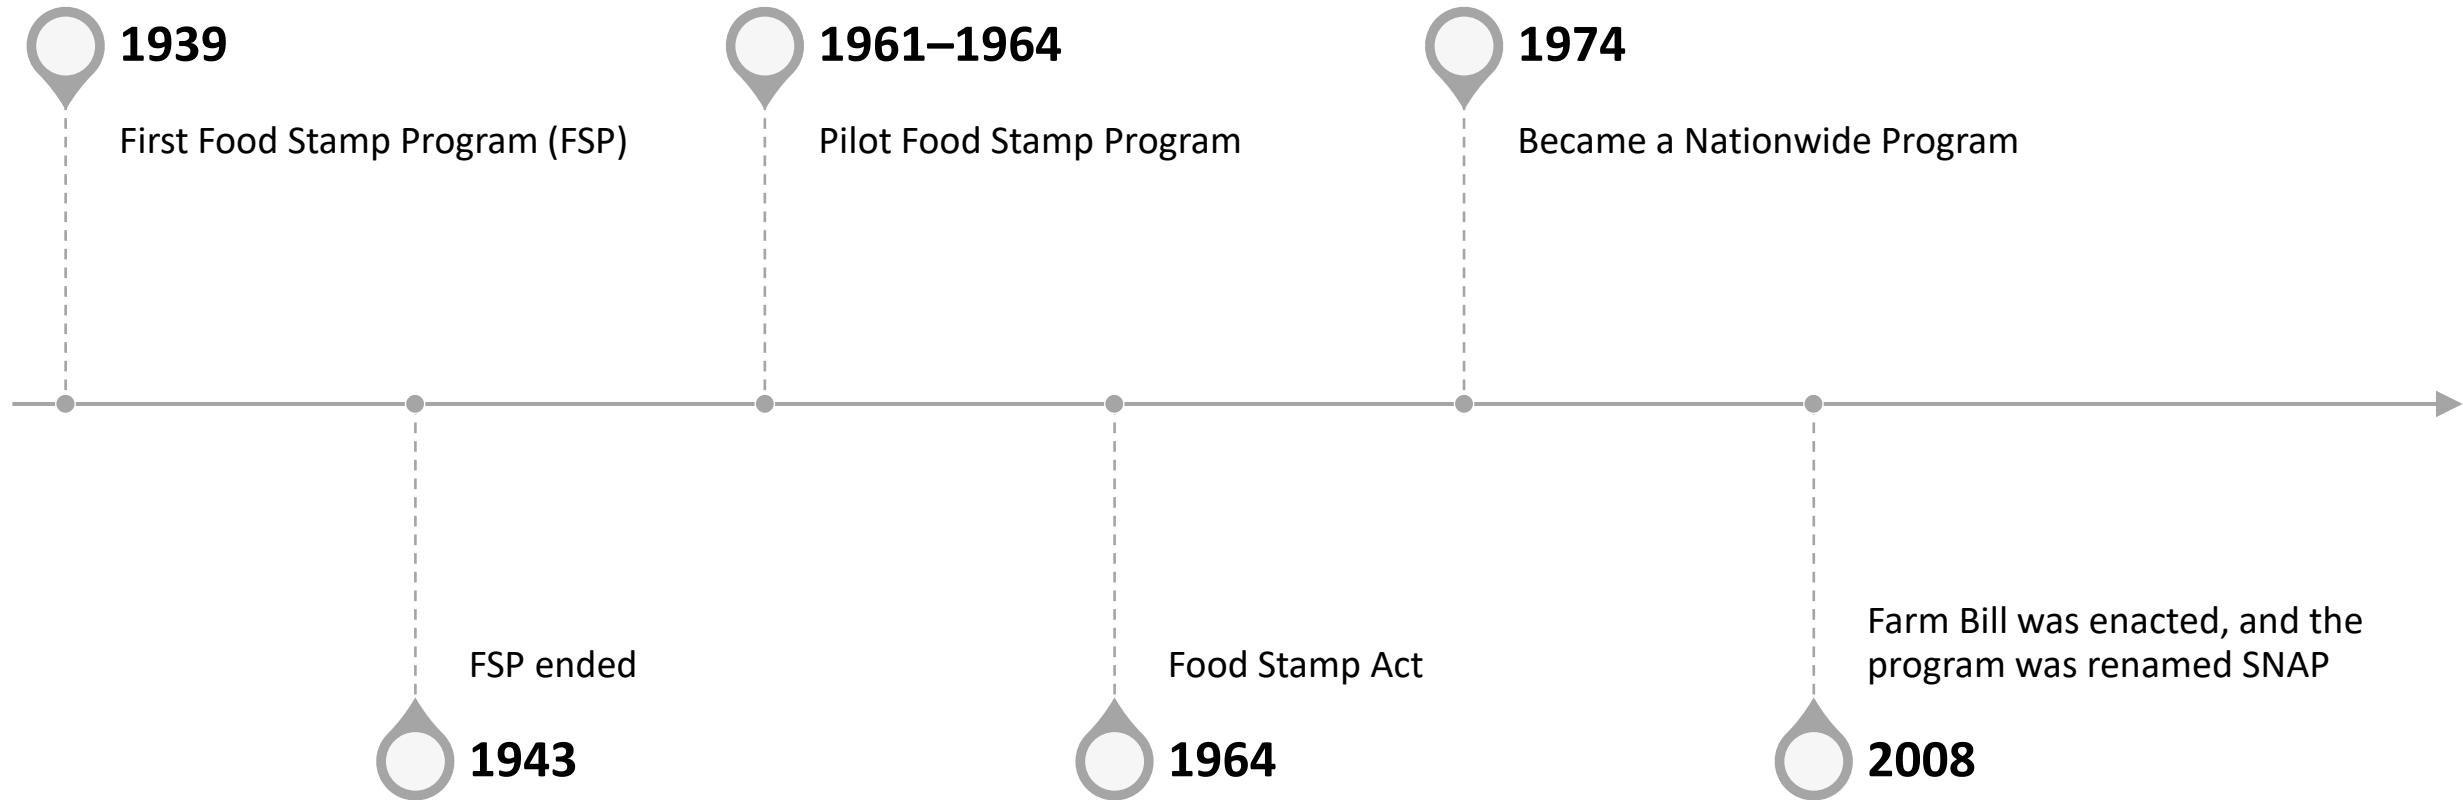 1939
First Food Stamp Program (FSP)
1961–1964
Pilot Food Stamp Program
1974
Became a Nationwide Program
FSP ended
1943
Food Stamp Act
1964
Farm Bill was enacted, and the
program was renamed SNAP
2008